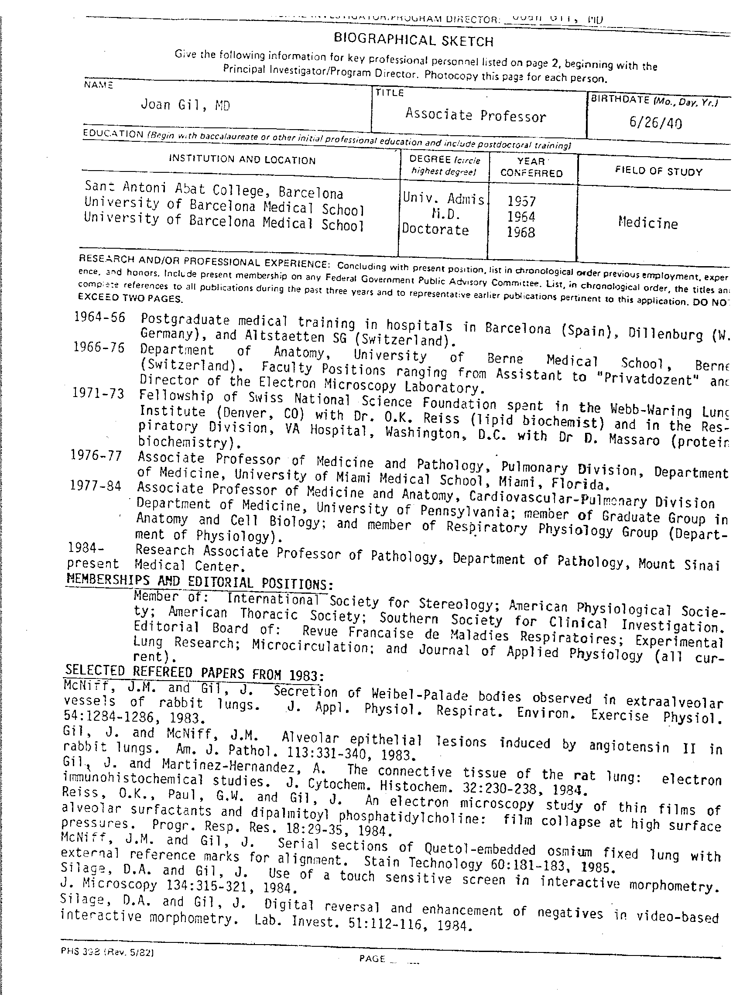 INVESTIGATOR/PROGRAM DIRECTOR: Joan Gil, MD
BIOGRAPHICAL SKETCH
Give the following information for key professional personnel listed on page 2, beginning with the
Principal Investigator/Program Director. Photocopy this page for each person.
NAME
TITLE
BIRTHDATE (Mo., Day, Yr.)
Joan Gil, MD
Associate Professor
6/26/40
EDUCATION (Begin with baccalaureate or other initial professional education and include postdoctoral training)
INSTITUTION AND LOCATION
DEGREE (circle highest degree)
YEAR CONFERRED
FIELD OF STUDY
Sant Antoni Abat College, Barcelona Univ. Admis 1957
University of Barcelona Medical School M.D. 1964 Medicine
University of Barcelona Medical School Doctorate 1968
RESEARCH AND/OR PROFESSIONAL EXPERIENCE: Concluding with present position, list in chronological order previous employment, exper
ence, and honors. Include present membership on any Federal Government Public Advisory Committee. List, in chronological order, the titles an
complete references to all publications during the past three years and to representative earlier publications pertinent to this application. DO NO
EXCEED TWO PAGES.
1964-66 Postgraduate medical training in hospitals in Barcelona (Spain), Dillenburg (W.
Germany), and Altstaetten SG (Switzerland).
1966-76 Department of Anatomy, University of Berne Medical School, Berne
(Switzerland). Faculty Positions ranging from Assistant to "Privatdozent" and
Director of the Electron Microscopy Laboratory.
1971-73 Fellowship of Swiss National Science Foundation spent in the Webb-Waring Lung
Institute (Denver, CO) with Dr. O.K. Reiss (lipid biochemist) and in the Res-
piratory Division, VA Hospital, Washington, D.C. with Dr D. Massaro (protein
biochemistry).
1976-77 Associate Professor of Medicine and Pathology, Pulmonary Division, Department
of Medicine, University of Miami Medical School, Miami, Florida.
1977-84 Associate Professor of Medicine and Anatomy, Cardiovascular-Pulmonary Division
Department of Medicine, University of Pennsylvania; member of Graduate Group in
Anatomy and Cell Biology; and member of Respiratory Physiology Group (Depart-
ment of Physiology).
1984- Research Associate Professor of Pathology, Department of Pathology, Mount Sinai
present Medical Center.
MEMBERSHIPS AND EDITORIAL POSITIONS:
Member of: International Society for Stereology; American Physiological Socie-
ty; American Thoracic Society; Southern Society for Clinical Investigation.
Editorial Board of: Revue Francaise de Maladies Respiratoires; Experimental
Lung Research; Microcirculation; and Journal of Applied Physiology (all cur-
rent).
SELECTED REFEREED PAPERS FROM 1983:
McNiff, J.M. and Gil, J. Secretion of Weibel-Palade bodies observed in extraalveolar
vessels of rabbit lungs. J. Appl. Physiol. Respirat. Environ. Exercise Physiol.
54:1284-1286, 1983.
Gil, J. and McNiff, J.M. Alveolar epithelial lesions induced by angiotensin II in
rabbit lungs. Am. J. Pathol. 113:331-340, 1983.
Gil, J. and Martinez-Hernandez, A. The connective tissue of the rat lung: electron
immunohistochemical studies. J. Cytochem. Histochem. 32:230-238, 1984.
Reiss, O.K., Paul, G.W. and Gil, J. An electron microscopy study of thin films of
alveolar surfactants and dipalmitoyl phosphatidylcholine: film collapse at high surface
pressures. Progr. Resp. Res. 18:29-35, 1984.
McNiff, J.M. and Gil, J. Serial sections of Quetol-embedded osmium fixed lung with
external reference marks for alignment. Stain Technology 60:181-183, 1985.
Silage, D.A. and Gil, J. Use of a touch sensitive screen in interactive morphometry.
J. Microscopy 134:315-321, 1984.
Silage, D.A. and Gil, J. Digital reversal and enhancement of negatives in video-based
interactive morphometry. Lab. Invest. 51:112-116, 1984.
PHS 398 (Rev. 5/82)
PAGE